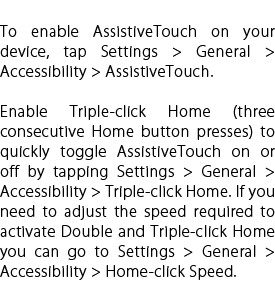 To enable AssistiveTouch on your
device, tap Settings > General >
Accessibility > AssistiveTouch.
Enable Triple-click Home (three
consecutive Home button presses) to
quickly toggle AssistiveTouch on or
off by tapping Settings > General >
Accessibility > Triple-click Home. If you
need to adjust the speed required to
activate Double and Triple-click Home
you can go to Settings > General >
Accessibility > Home-click Speed.